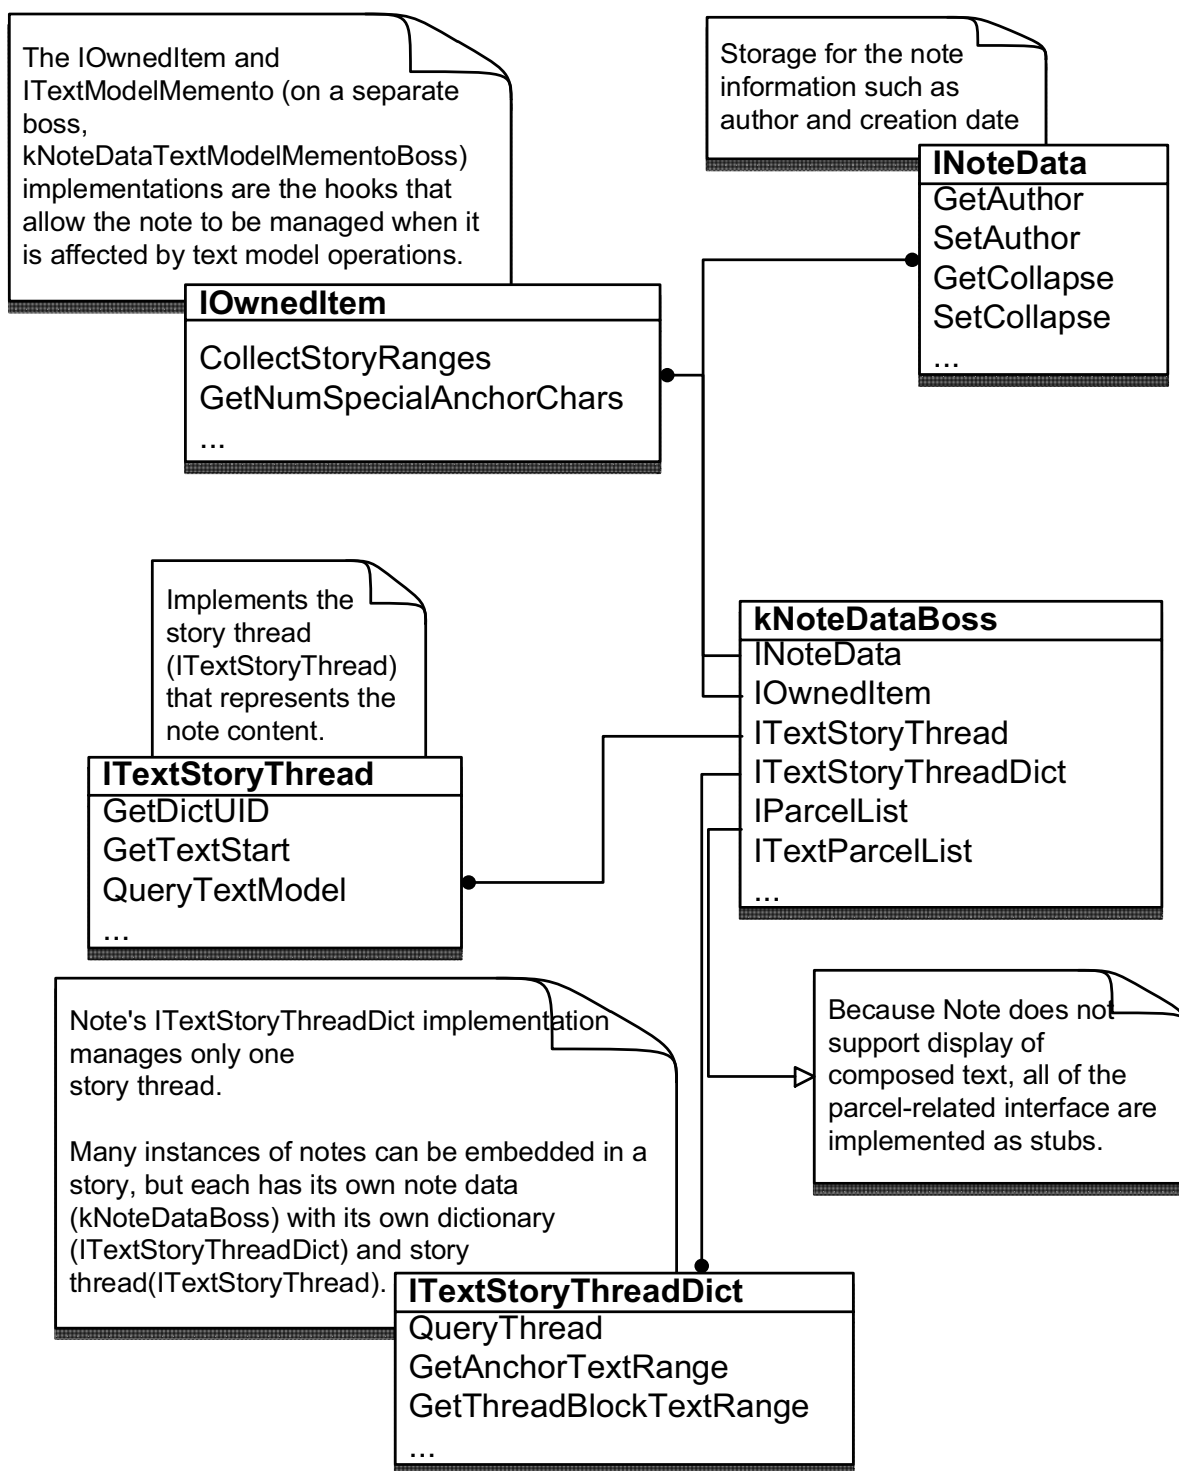 The IOwnedItem and
ITextModelMemento (on a separate
boss,
kNoteDataTextModelMementoBoss)
implementations are the hooks that
allow the note to be managed when it
is affected by text model operations.
Storage for the note
information such as
author and creation date
INoteData
GetAuthor
SetAuthor
GetCollapse
SetCollapse
...
IOwnedItem
CollectStoryRanges
GetNumSpecialAnchorChars
...
Implements the
story thread
(ITextStoryThread)
that represents the
note content.
kNoteDataBoss
INoteData
IOwnedItem
ITextStoryThread
ITextStoryThreadDict
IParcelList
ITextParcelList
...
ITextStoryThread
GetDictUID
GetTextStart
QueryTextModel
...
Note's ITextStoryThreadDict implementation
manages only one
story thread.
Many instances of notes can be embedded in a
story, but each has its own note data
(kNoteDataBoss) with its own dictionary
(ITextStoryThreadDict) and story
thread(ITextStoryThread).
Because Note does not
support display of
composed text, all of the
parcel-related interface are
implemented as stubs.
ITextStoryThreadDict
QueryThread
GetAnchorTextRange
GetThreadBlockTextRange
...